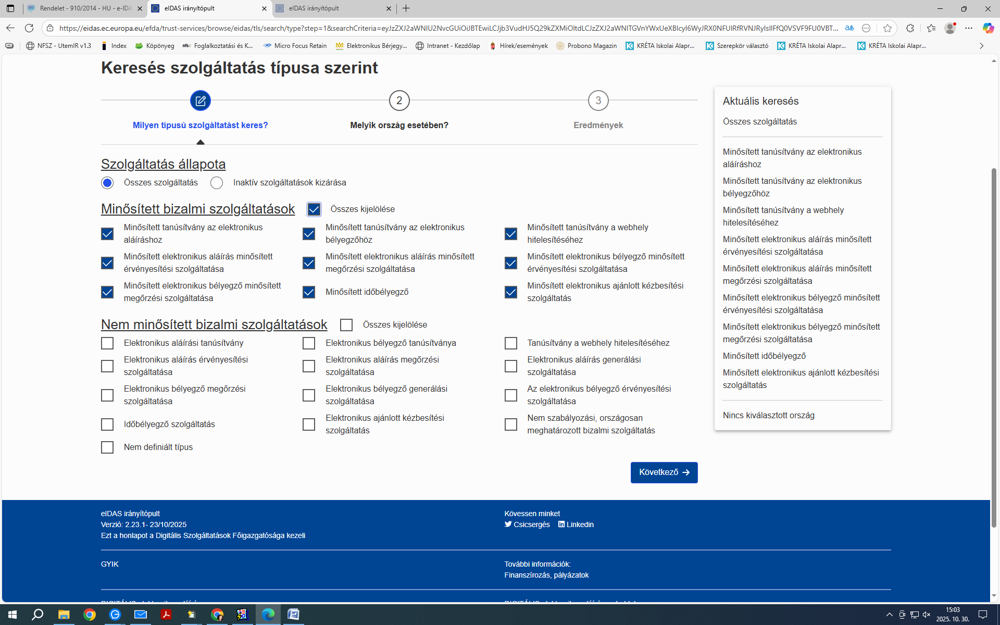 Rendelet - 910/2014 - HU - e-IDA
eIDAS irányítópult
eIDAS irányítópult
https://eidas.ec.europa.eu/efda/trust-services/browse/eidas/tls/search/type?step=1&searchCriteria=
NFSZ - UtemIR v1.3
Index
Köpönyeg
Foglalkoztatási és K...
Micro Focus Retain
Elektronikus Bérjegy...
Intranet - Kezdőlap
Hírek/események
Probono Magazin
KRÉTA Iskolai Alapr...
Szerepkör választó
KRÉTA Iskolai Alapr...
KRÉTA Iskolai Alapr...
Keresés szolgáltatás típusa szerint
2
3
Milyen típusú szolgáltatást keres?
Melyik ország esetében?
Eredmények
Szolgáltatás állapota
Összes szolgáltatás
Inaktív szolgáltatások kizárása
Minősített bizalmi szolgáltatások
Összes kijelölése
Minősített tanúsítvány az elektronikus
aláíráshoz
Minősített tanúsítvány az elektronikus
bélyegzőhöz
Minősített tanúsítvány a webhely
hitelesítéséhez
Minősített elektronikus aláírás minősített
érvényesítési szolgáltatása
Minősített elektronikus aláírás minősített
megőrzési szolgáltatása
Minősített elektronikus bélyegző minősített
érvényesítési szolgáltatása
Minősített elektronikus bélyegző minősített
megőrzési szolgáltatása
Minősített időbélyegző
Minősített elektronikus ajánlott kézbesítési
szolgáltatás
Nem minősített bizalmi szolgáltatások
Összes kijelölése
Elektronikus aláírási tanúsítvány
Elektronikus bélyegző tanúsítványa
Tanúsítvány a webhely hitelesítéséhez
Elektronikus aláírás érvényesítési
szolgáltatása
Elektronikus aláírás megőrzési
szolgáltatása
Elektronikus aláírás generálási
szolgáltatása
Elektronikus bélyegző megőrzési
szolgáltatása
Elektronikus bélyegző generálási
szolgáltatása
Az elektronikus bélyegző érvényesítési
szolgáltatása
Időbélyegző szolgáltatás
Elektronikus ajánlott kézbesítési
szolgáltatás
Nem szabályozási, országosan
meghatározott bizalmi szolgáltatás
Nem definiált típus
Következő
Aktuális keresés
Összes szolgáltatás
Minősített tanúsítvány az elektronikus
aláíráshoz
Minősített tanúsítvány az elektronikus
bélyegzőhöz
Minősített tanúsítvány a webhely
hitelesítéséhez
Minősített elektronikus aláírás minősített
érvényesítési szolgáltatása
Minősített elektronikus aláírás minősített
megőrzési szolgáltatása
Minősített elektronikus bélyegző minősített
érvényesítési szolgáltatása
Minősített elektronikus bélyegző minősített
megőrzési szolgáltatása
Minősített időbélyegző
Minősített elektronikus ajánlott kézbesítési
szolgáltatás
Nincs kiválasztott ország
eIDAS irányítópult
Verzió: 2.23.1- 23/10/2025
Ezt a honlapot a Digitális Szolgáltatások Főigazgatósága kezeli
Kövessen minket
Csicsergés Linkedin
GYIK
További információk:
Finanszírozás, pályázatok
15:03
2025. 10. 30.